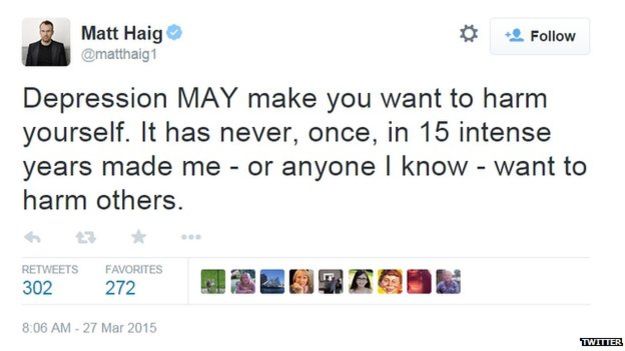 Matt Haig
@matthaig1
Follow
Depression MAY make you want to harm
yourself. It has never, once, in 15 intense
years made me - or anyone I know - want to
harm others.
RETWEETS FAVORITES
302 272
8:06 AM - 27 Mar 2015
TWITTER